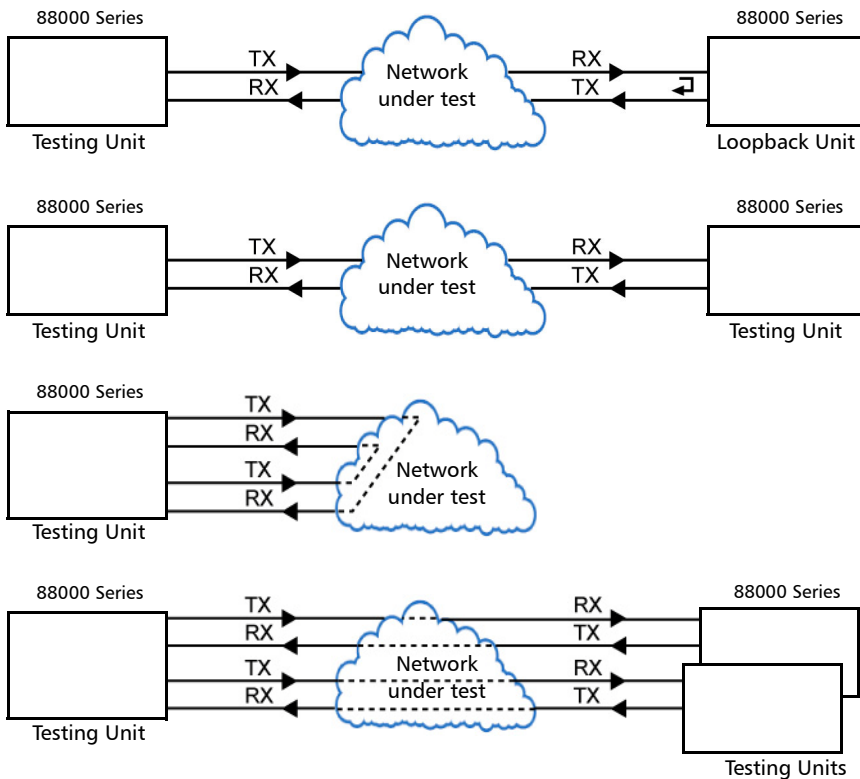 88000 Series
88000 Series
TX
RX
Network
under test
RX
TX
Testing Unit
Loopback Unit
88000 Series
88000 Series
TX
RX
Network
under test
RX
TX
Testing Unit
Testing Unit
88000 Series
TX
RX
TX
RX
Network
under test
Testing Unit
88000 Series
88000 Series
TX
RX
TX
RX
Network
under test
RX
TX
RX
TX
Testing Unit
Testing Units